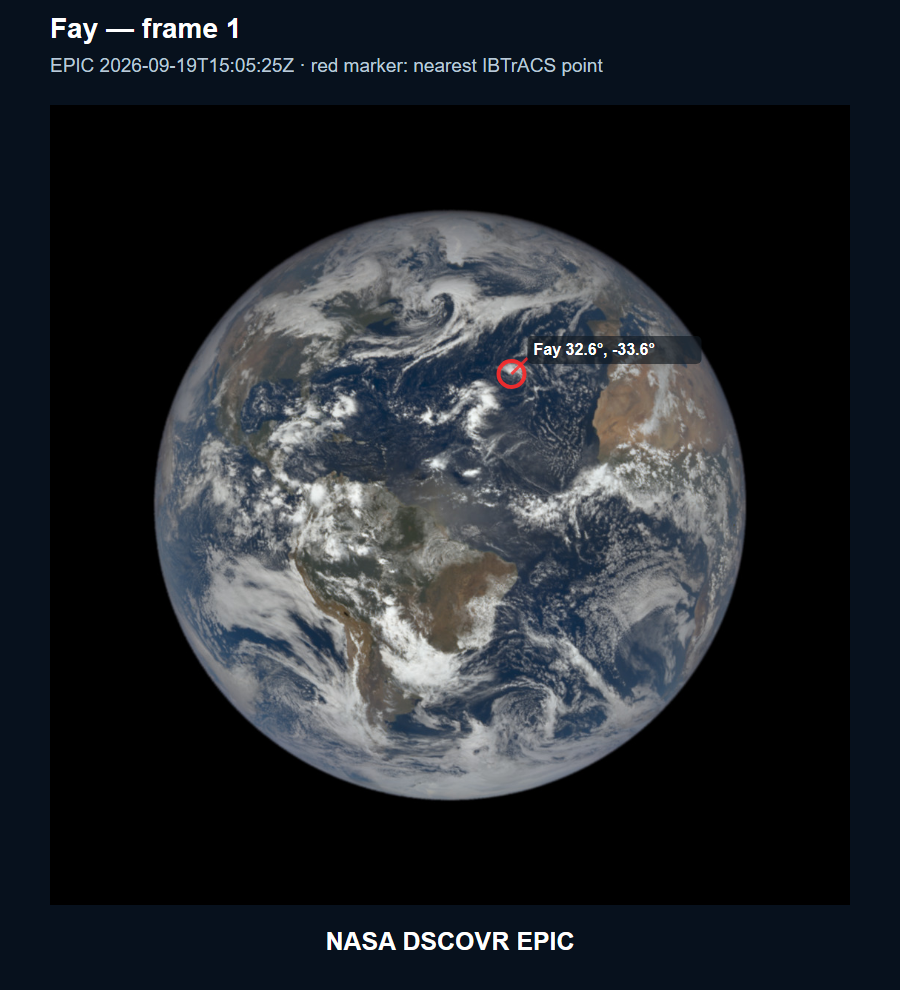 Fay — frame 1
EPIC 2026-09-19T15:05:25Z · red marker: nearest IBTrACS point
Fay 32.6°, -33.6°
NASA DSCOVR EPIC